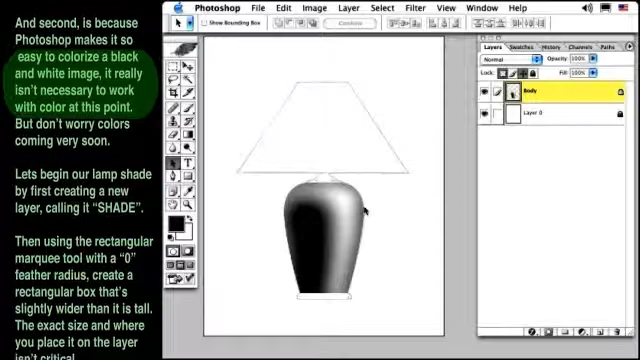 And second, is because
Photoshop makes it so
easy to colorize a black
and white image, it really
isn't necessary to work
with color at this point.
But don't worry colors
coming very soon.
Lets begin our lamp shade
by first creating a new
layer, calling it "SHADE".
Then using the rectangular
marquee tool with a "0"
feather radius, create a
rectangular box that's
slightly wider than it is tall.
The exact size and where
you place it on the layer
isn't critical.
Photoshop File Edit Image Layer Select Filter View Window Help
Show Bounding Box
Layers Swatches History Channels Paths
Normal Opacity: 100%
Lock: Fill: 100%
Body
Layer 0